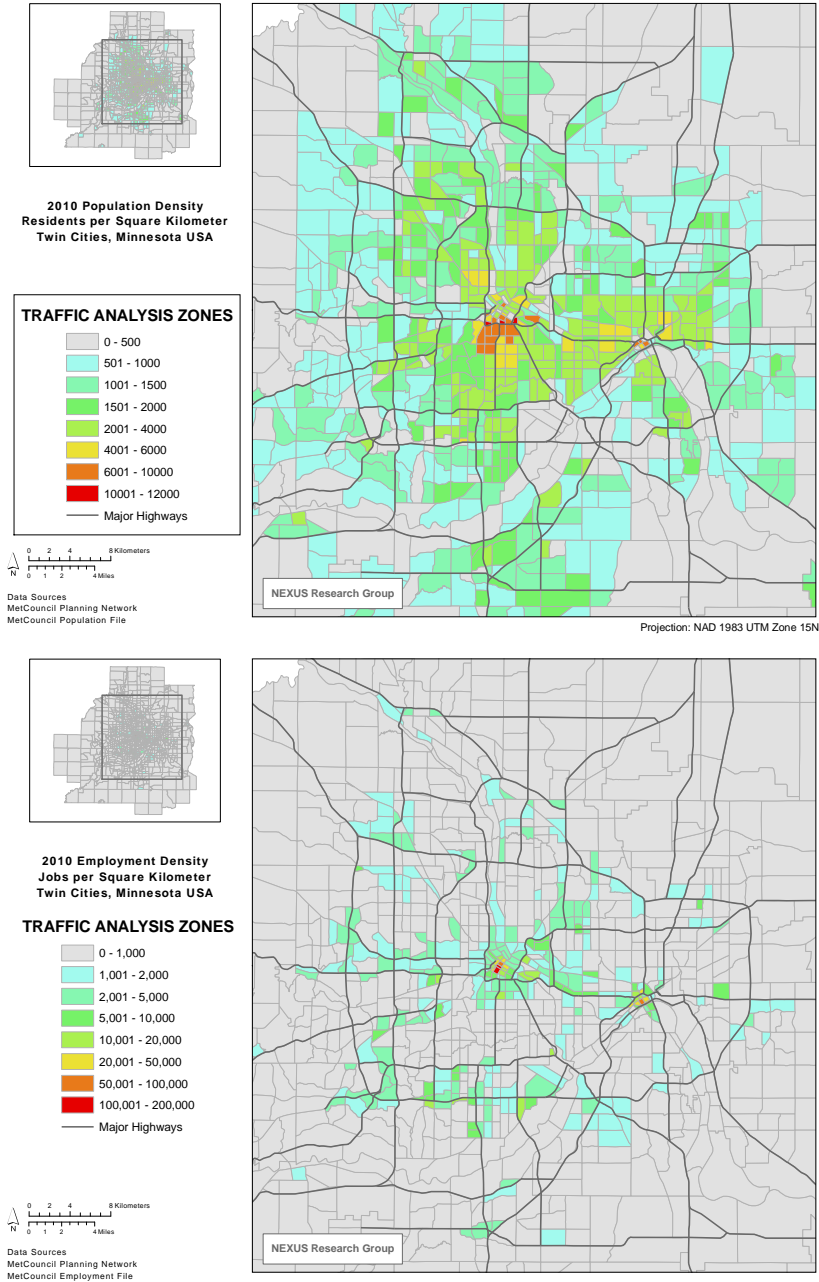 2010 Population Density
Residents per Square Kilometer
Twin Cities, Minnesota USA
TRAFFIC ANALYSIS ZONES
0 - 500
501 - 1000
1001 - 1500
1501 - 2000
2001 - 4000
4001 - 6000
6001 - 10000
10001 - 12000
Major Highways
N
0 2 4 8 Kilometers
0 1 2 4 Miles
Data Sources
MetCouncil Planning Network
MetCouncil Population File
NEXUS Research Group
Projection: NAD 1983 UTM Zone 15N
2010 Employment Density
Jobs per Square Kilometer
Twin Cities, Minnesota USA
TRAFFIC ANALYSIS ZONES
0 - 1,000
1,001 - 2,000
2,001 - 5,000
5,001 - 10,000
10,001 - 20,000
20,001 - 50,000
50,001 - 100,000
100,001 - 200,000
Major Highways
N
0 2 4 8 Kilometers
0 1 2 4 Miles
Data Sources
MetCouncil Planning Network
MetCouncil Employment File
NEXUS Research Group